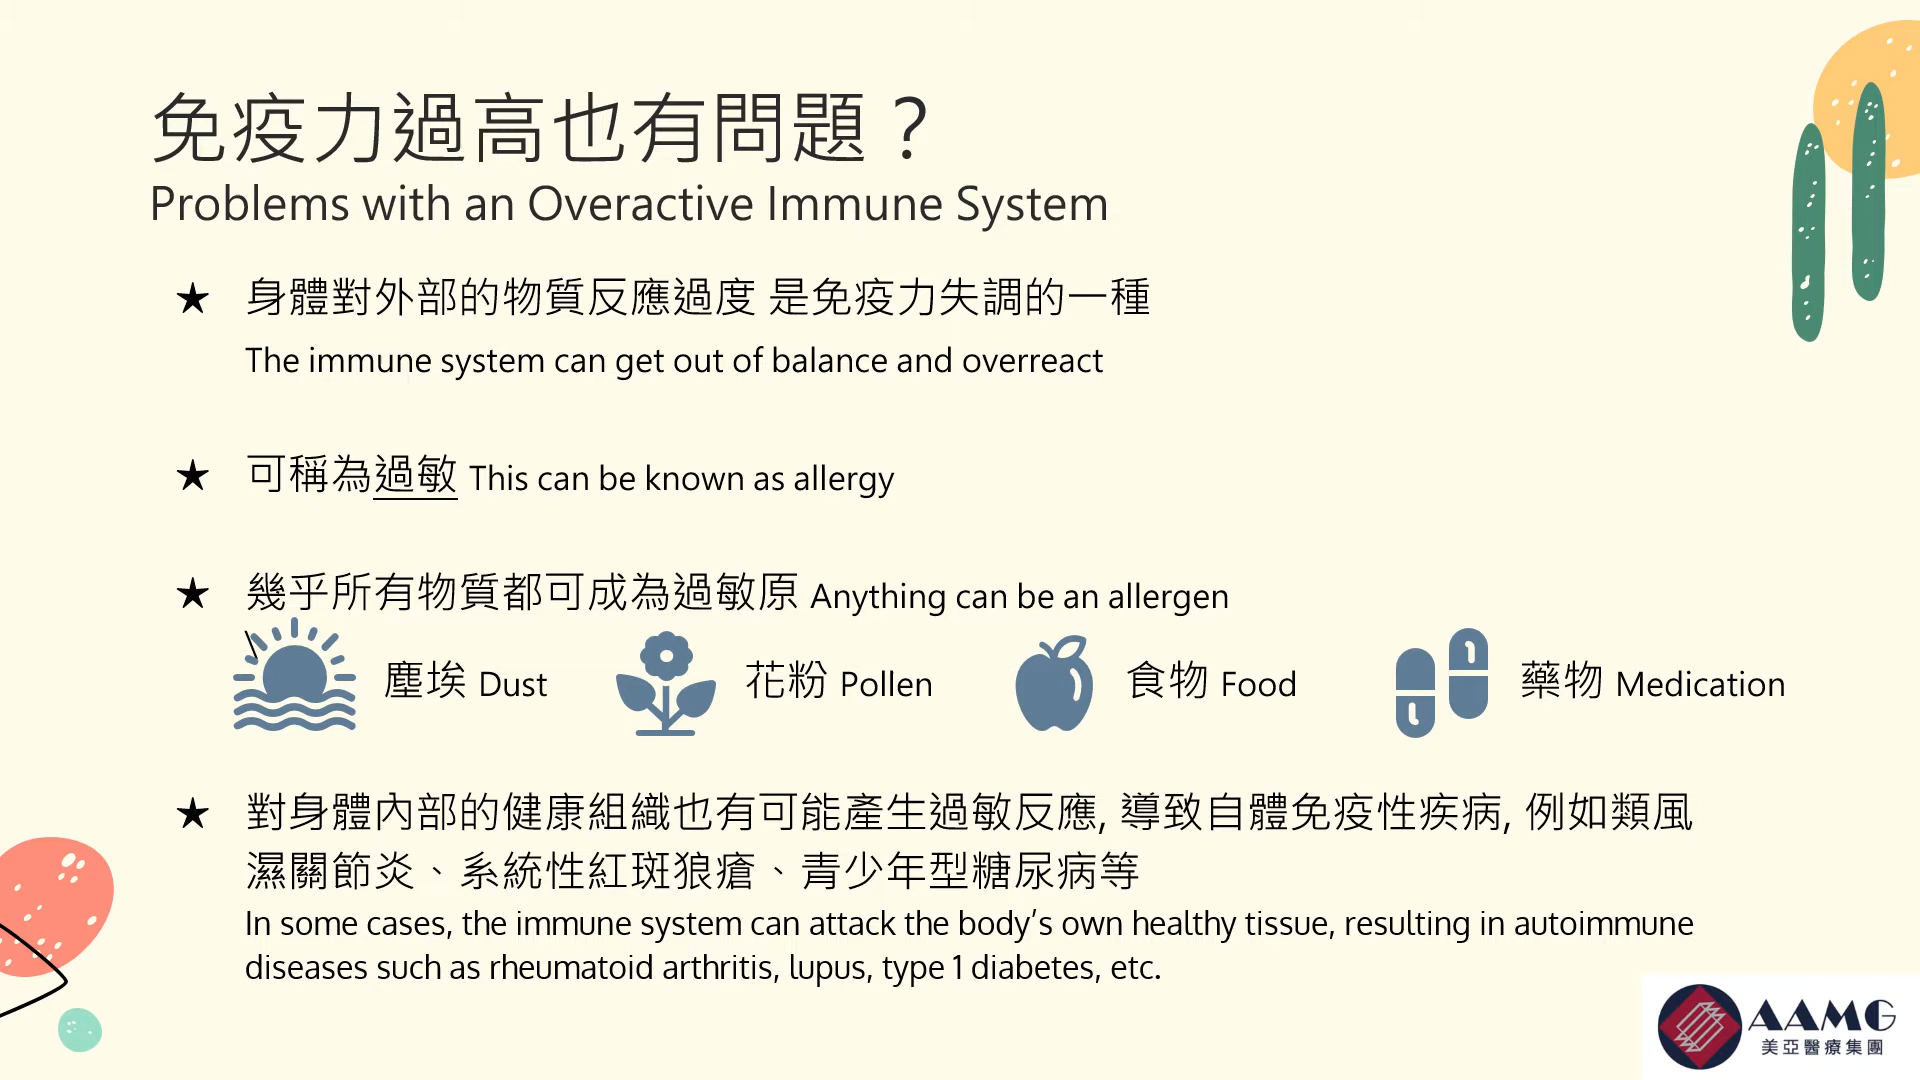 免疫力過高也有問題？
Problems with an Overactive Immune System
★ 身體對外部的物質反應過度 是免疫力失調的一種
The immune system can get out of balance and overreact
★ 可稱為過敏 This can be known as allergy
★ 幾乎所有物質都可成為過敏原 Anything can be an allergen
塵埃 Dust 花粉 Pollen 食物 Food 藥物 Medication
★ 對身體內部的健康組織也有可能產生過敏反應, 導致自體免疫性疾病, 例如類風
濕關節炎、系統性紅斑狼瘡、青少年型糖尿病等
In some cases, the immune system can attack the body’s own healthy tissue, resulting in autoimmune
diseases such as rheumatoid arthritis, lupus, type 1 diabetes, etc.
AAMG
美亞醫療集團